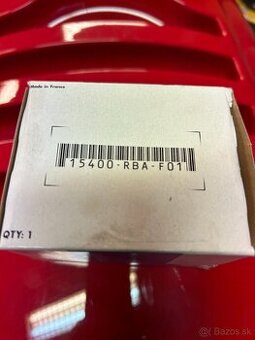 Made in France
15400-RBA-F01
QTY: 1
Bazos.sk